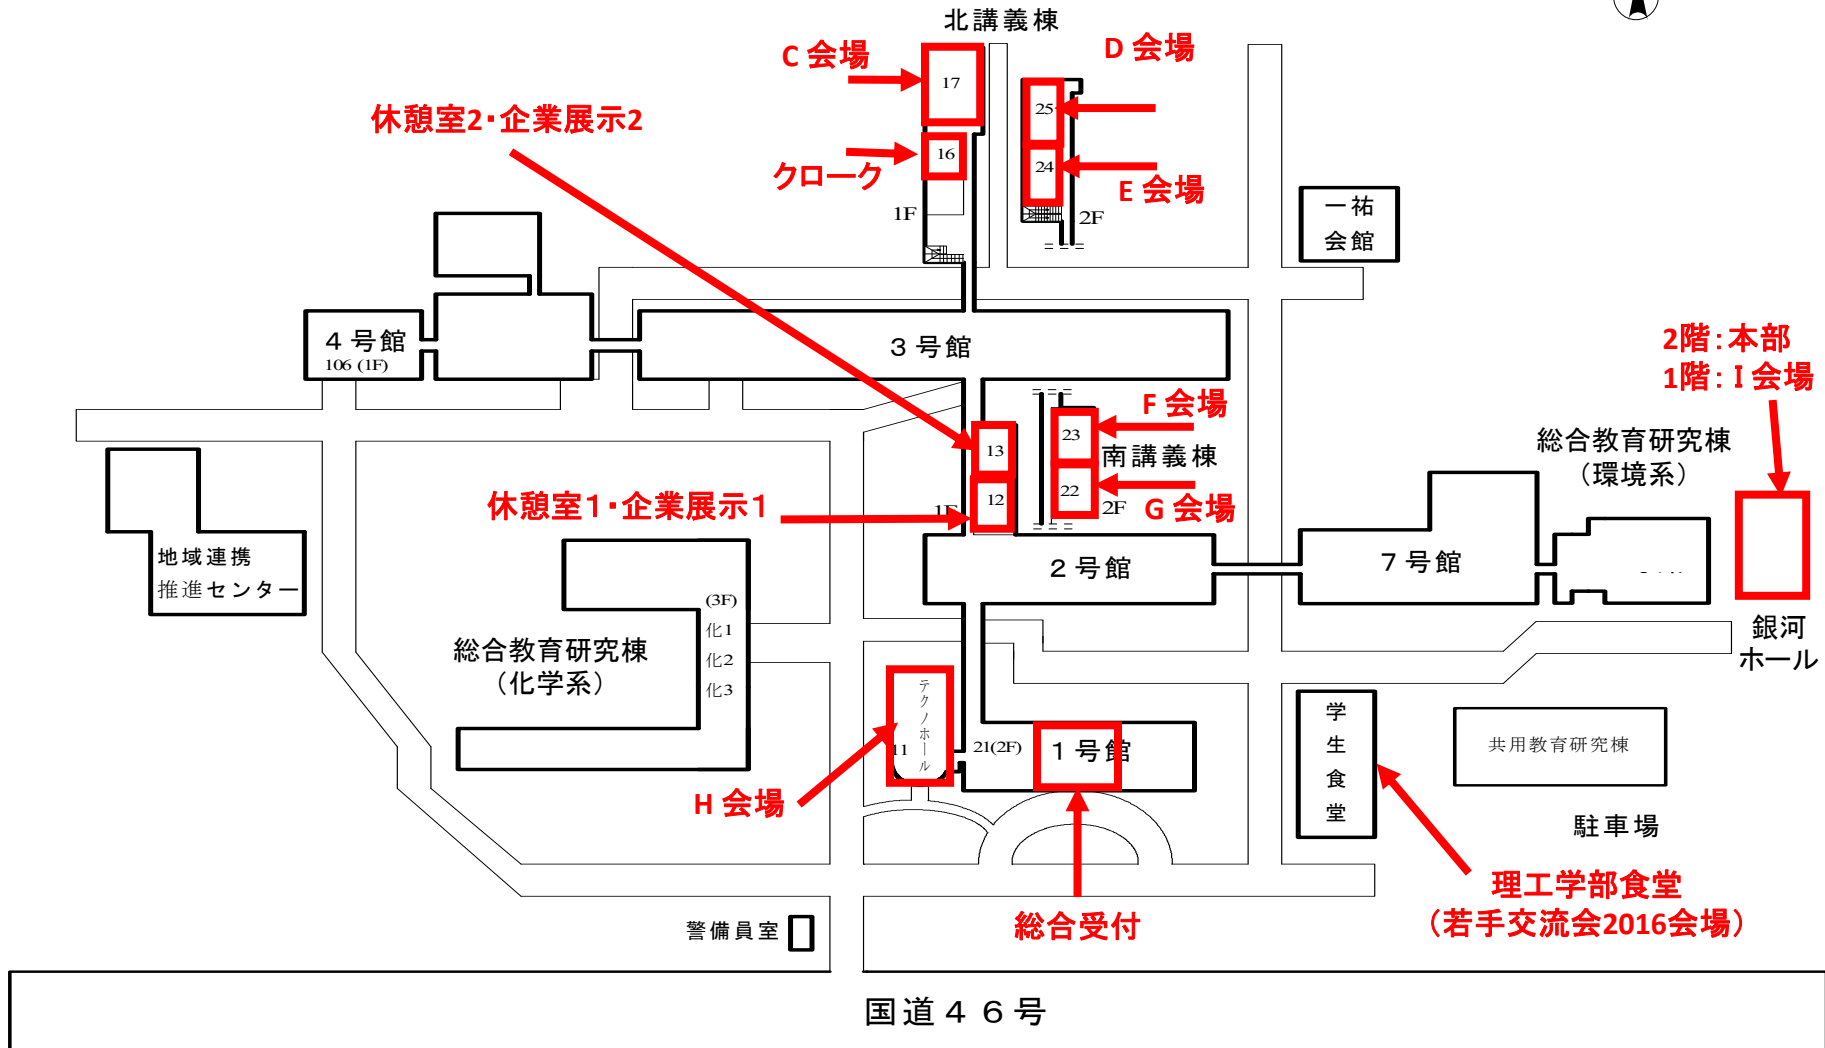 北講義棟
C 会場
D 会場
17
25
休憩室2・企業展示2
16
24
クローク
E 会場
1F
2F
一祐
会館
4号館
106 (1F)
3号館
2階:本部
1階:I 会場
F 会場
13
23
南講義棟
総合教育研究棟
(環境系)
休憩室1・企業展示1
12
22
1F
2F
G 会場
地域連携
推進センター
2号館
7号館
(3F)
化1
化2
化3
総合教育研究棟
(化学系)
銀河
ホール
テクノホール
11
21(2F)
1号館
学生食堂
共用教育研究棟
H 会場
駐車場
理工学部食堂
(若手交流会2016会場)
総合受付
警備員室
国道46号